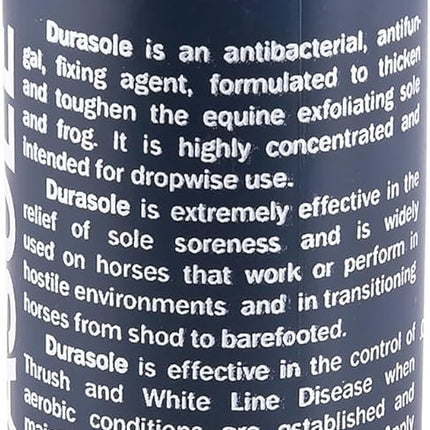 Durasole is an antibacterial, antifun-
gal, fixing agent, formulated to thicken
and toughen the equine exfoliating sole
and frog. It is highly concentrated and
intended for dropwise use.
Durasole is extremely effective in the
relief of sole soreness and is widely
used on horses that work or perform in
hostile environments and in transitioning
horses from shod to barefooted.
Durasole is effective in the control of
Thrush and White Line Disease when
aerobic conditions are established and